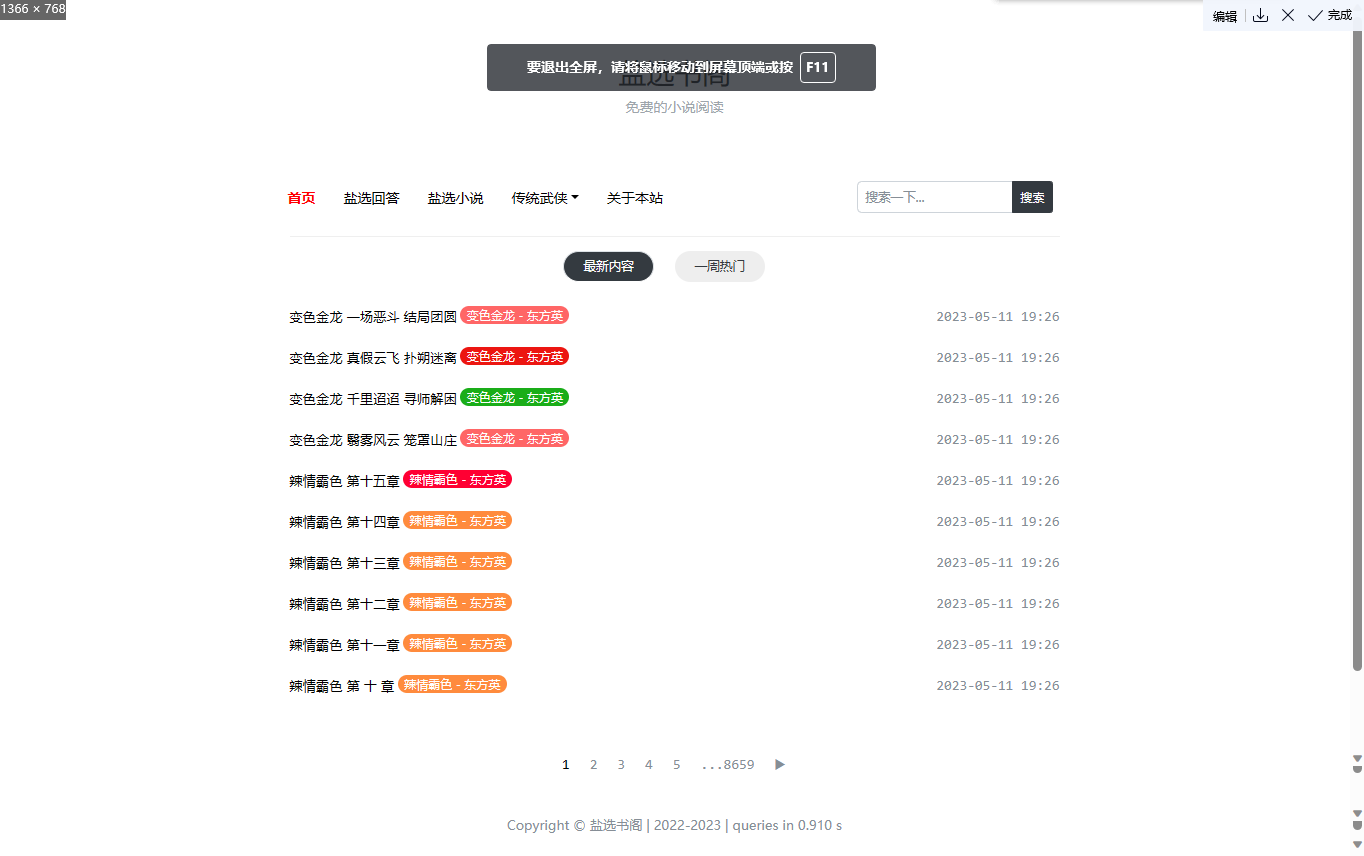 1366 × 768
编辑
完成
要退出全屏，请将鼠标移动到屏幕顶端或按 F11
盐选书阁
免费的小说阅读
首页 盐选回答 盐选小说 传统武侠 关于本站 搜索一下... 搜索
最新内容 一周热门
变色金龙 一场恶斗 结局团圆 变色金龙 - 东方英 2023-05-11 19:26
变色金龙 真假云飞 扑朔迷离 变色金龙 - 东方英 2023-05-11 19:26
变色金龙 千里迢迢 寻师解困 变色金龙 - 东方英 2023-05-11 19:26
变色金龙 翳雾风云 笼罩山庄 变色金龙 - 东方英 2023-05-11 19:26
辣情霸色 第十五章 辣情霸色 - 东方英 2023-05-11 19:26
辣情霸色 第十四章 辣情霸色 - 东方英 2023-05-11 19:26
辣情霸色 第十三章 辣情霸色 - 东方英 2023-05-11 19:26
辣情霸色 第十二章 辣情霸色 - 东方英 2023-05-11 19:26
辣情霸色 第十一章 辣情霸色 - 东方英 2023-05-11 19:26
辣情霸色 第 十 章 辣情霸色 - 东方英 2023-05-11 19:26
1 2 3 4 5 ...8659
Copyright © 盐选书阁 | 2022-2023 | queries in 0.910 s